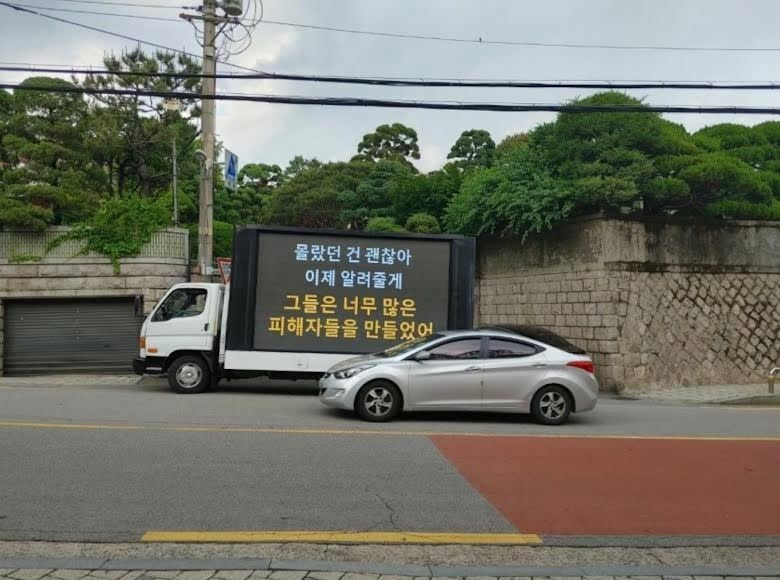 몰랐던 건 괜찮아
이제 알려줄게
그들은 너무 많은
피해자들을 만들었어